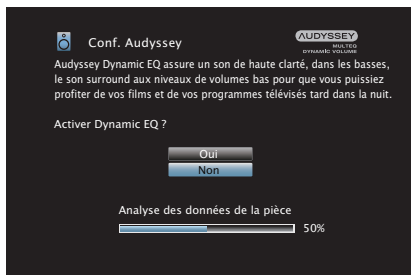 Conf. Audyssey
AUDYSSEY
MULTEQ
DYNAMIC VOLUME
Audyssey Dynamic EQ assure un son de haute clarté, dans les basses,
le son surround aux niveaux de volumes bas pour que vous puissiez
profiter de vos films et de vos programmes télévisés tard dans la nuit.
Activer Dynamic EQ ?
Oui
Non
Analyse des données de la pièce
50%